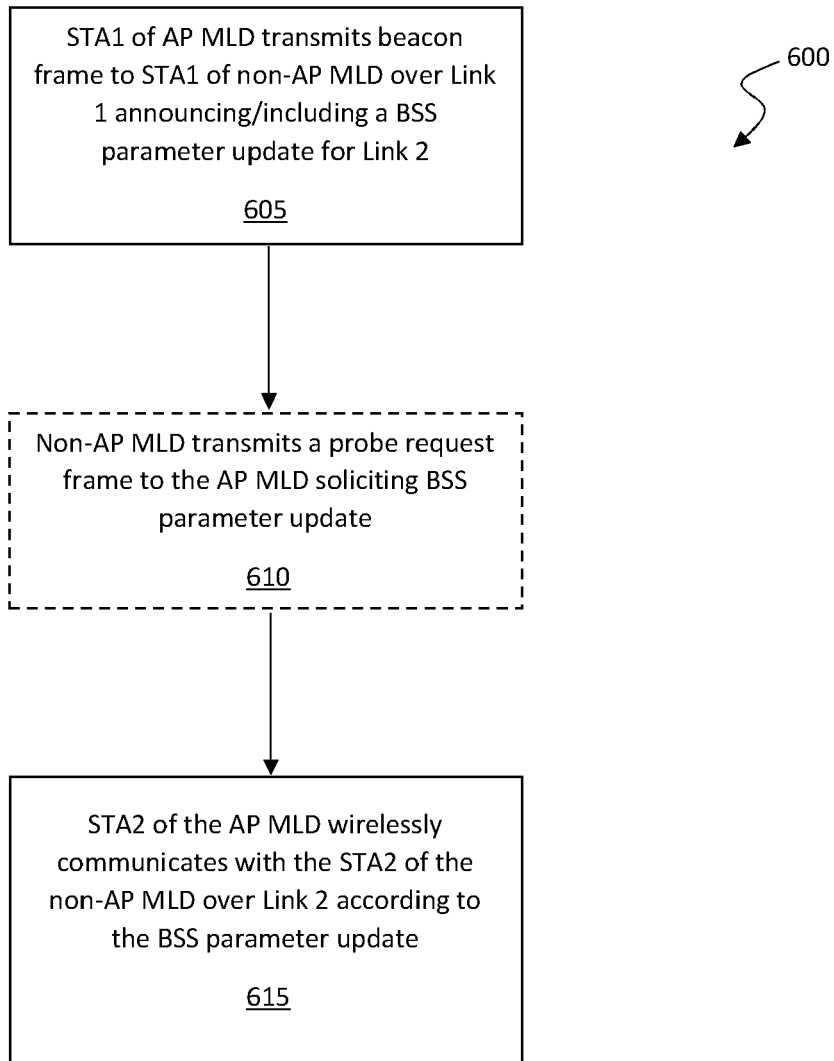 STA1 of AP MLD transmits beacon
frame to STA1 of non-AP MLD over Link
1 announcing/including a BSS
parameter update for Link 2
605
600
Non-AP MLD transmits a probe request
frame to the AP MLD soliciting BSS
parameter update
610
STA2 of the AP MLD wirelessly
communicates with the STA2 of the
non-AP MLD over Link 2 according to
the BSS parameter update
615